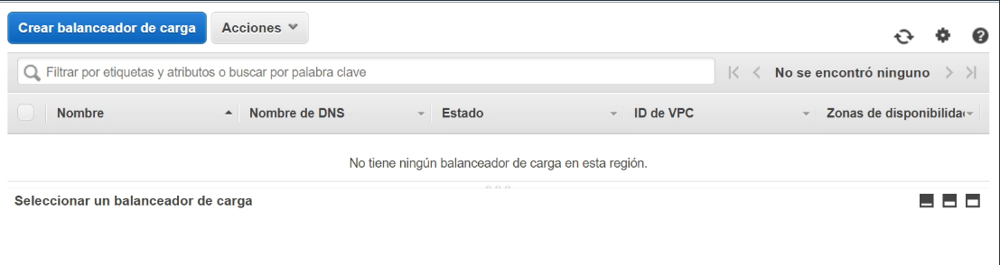 Crear balanceador de carga Acciones
Filtrar por etiquetas y atributos o buscar por palabra clave No se encontró ninguno
Nombre Nombre de DNS Estado ID de VPC Zonas de disponibilida
No tiene ningún balanceador de carga en esta región.
Seleccionar un balanceador de carga